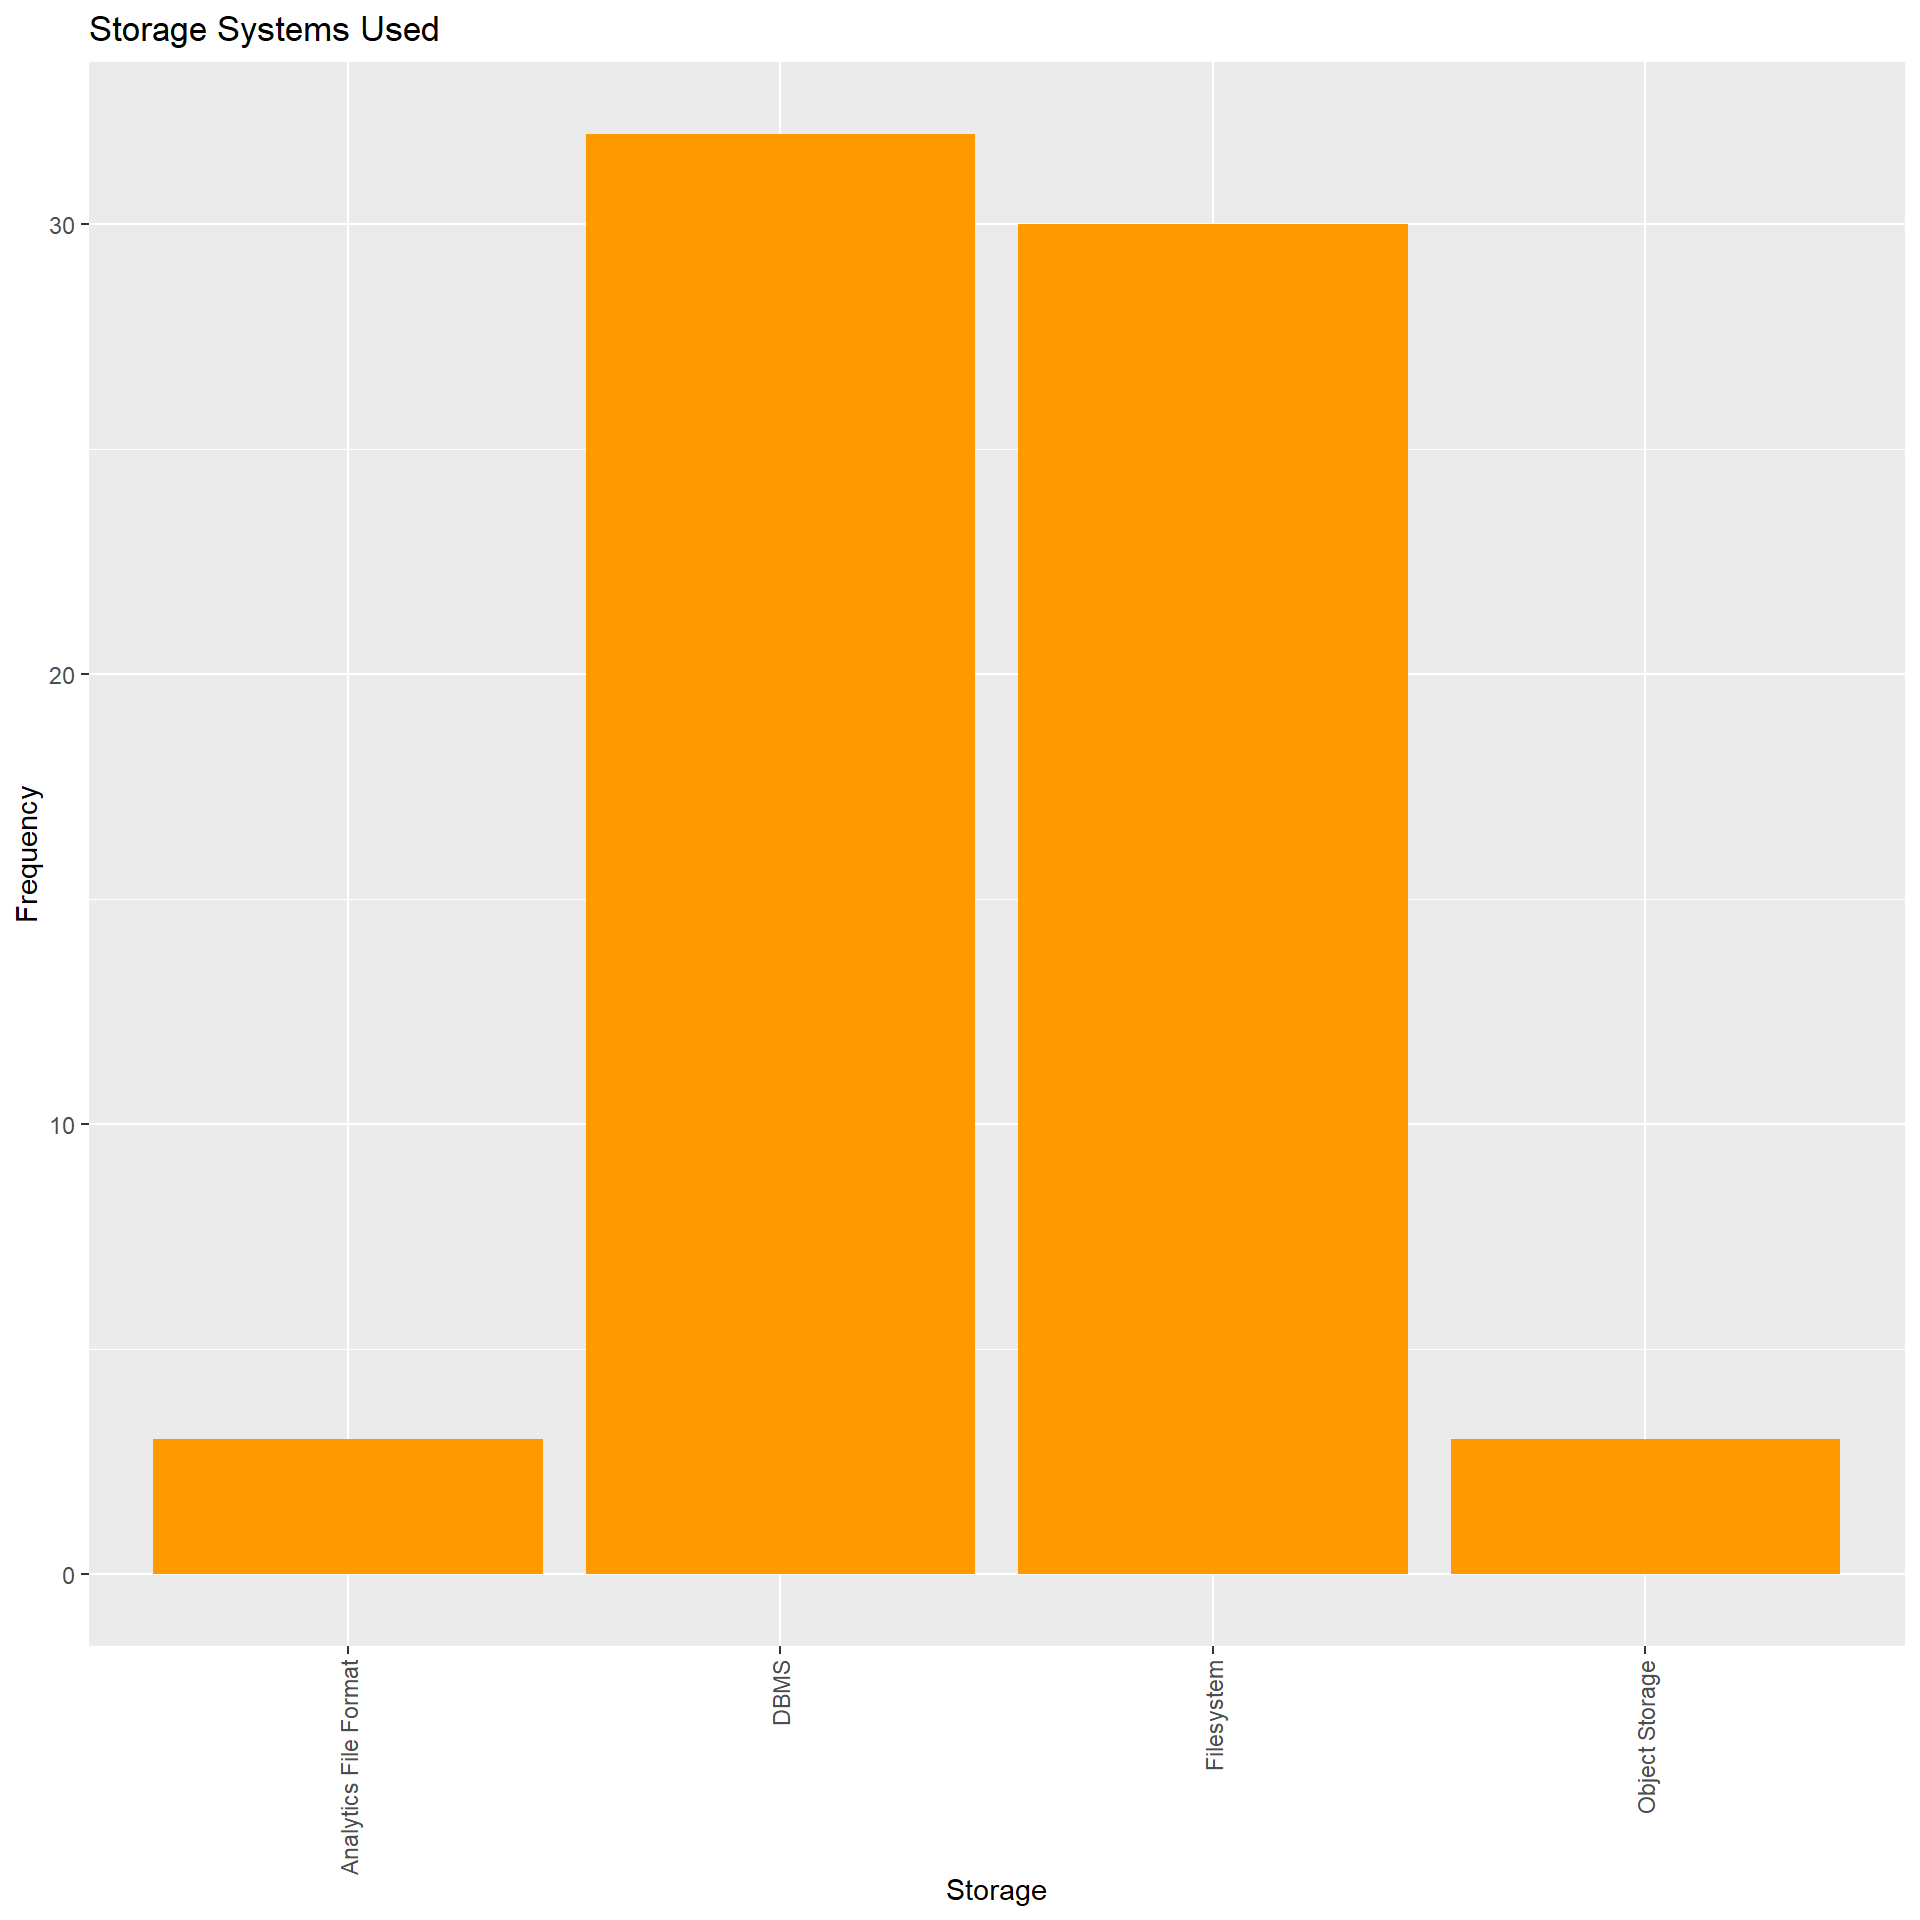 Storage Systems Used
Frequency
30
20
10
0
Analytics File Format
DBMS
Filesystem
Object Storage
Storage